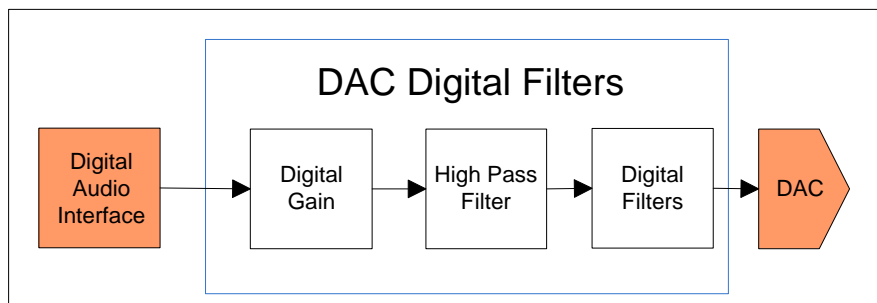 DAC Digital Filters
Digital
Audio
Interface
Digital
Gain
High Pass
Filter
Digital
Filters
DAC